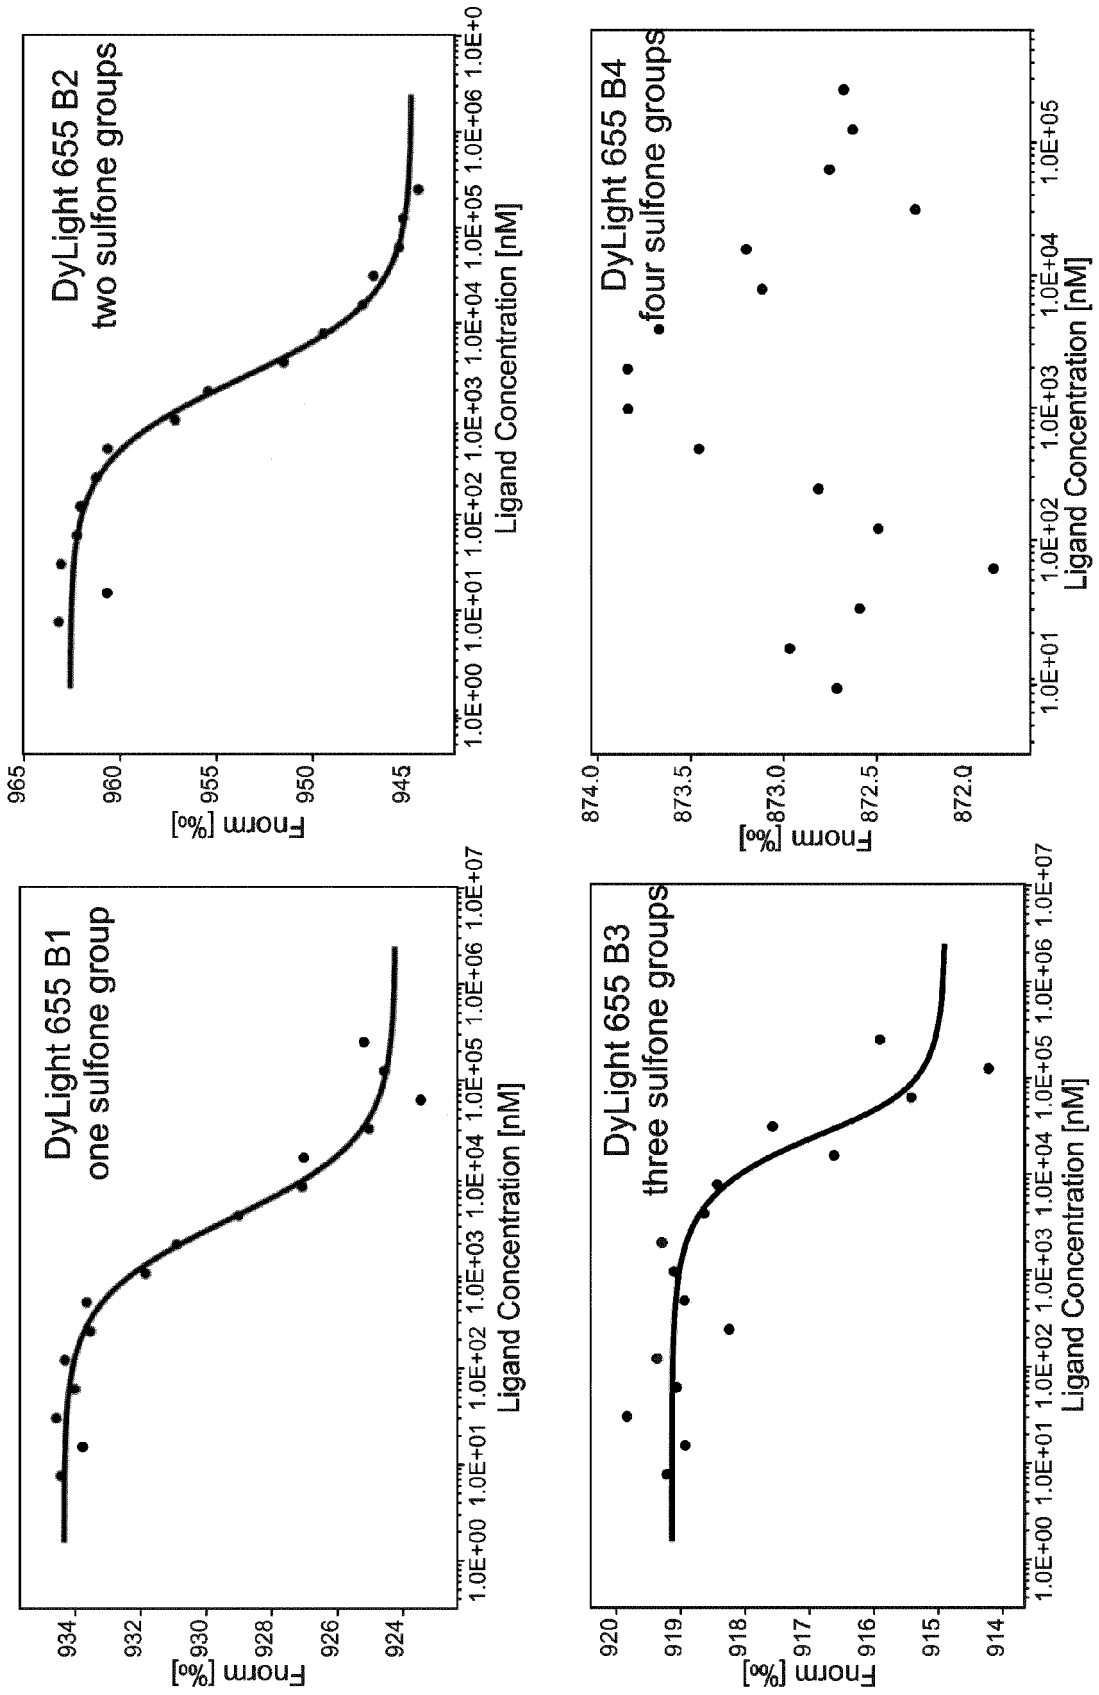 DyLight 655 B1
one sulfone group
Fnorm [‰]
934
932
930
928
926
924
1.0E+00 1.0E+01 1.0E+02 1.0E+03 1.0E+04 1.0E+05 1.0E+06 1.0E+07
Ligand Concentration [nM]
DyLight 655 B2
two sulfone groups
Fnorm [‰]
965
960
955
950
945
1.0E+00 1.0E+01 1.0E+02 1.0E+03 1.0E+04 1.0E+05 1.0E+06 1.0E+0
Ligand Concentration [nM]
DyLight 655 B3
three sulfone groups
Fnorm [‰]
920
919
918
917
916
915
914
1.0E+00 1.0E+01 1.0E+02 1.0E+03 1.0E+04 1.0E+05 1.0E+06 1.0E+07
Ligand Concentration [nM]
DyLight 655 B4
four sulfone groups
Fnorm [‰]
874.0
873.5
873.0
872.5
872.0
1.0E+01 1.0E+02 1.0E+03 1.0E+04 1.0E+05
Ligand Concentration [nM]